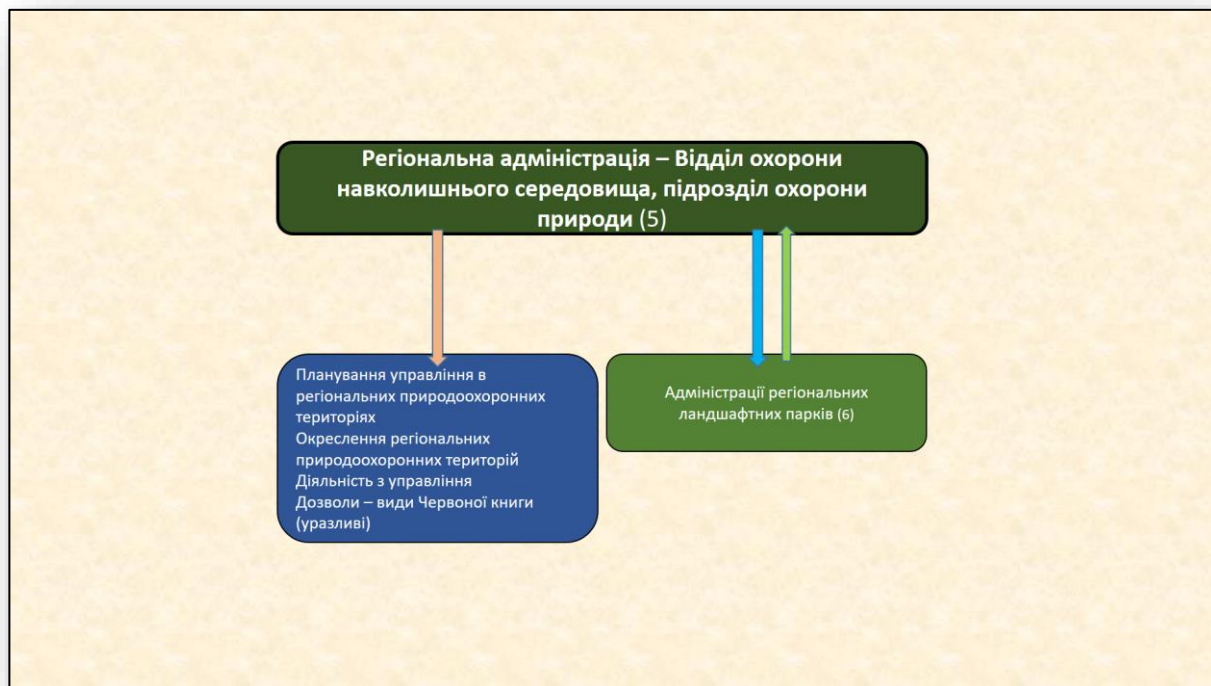 Регіональна адміністрація – Відділ охорони
навколишнього середовища, підрозділ охорони
природи (5)
Планування управління в
регіональних природоохоронних
територіях
Окреслення регіональних
природоохоронних територій
Діяльність з управління
Дозволи – види Червоної книги
(уразливі)
Адміністрації регіональних
ландшафтних парків (6)